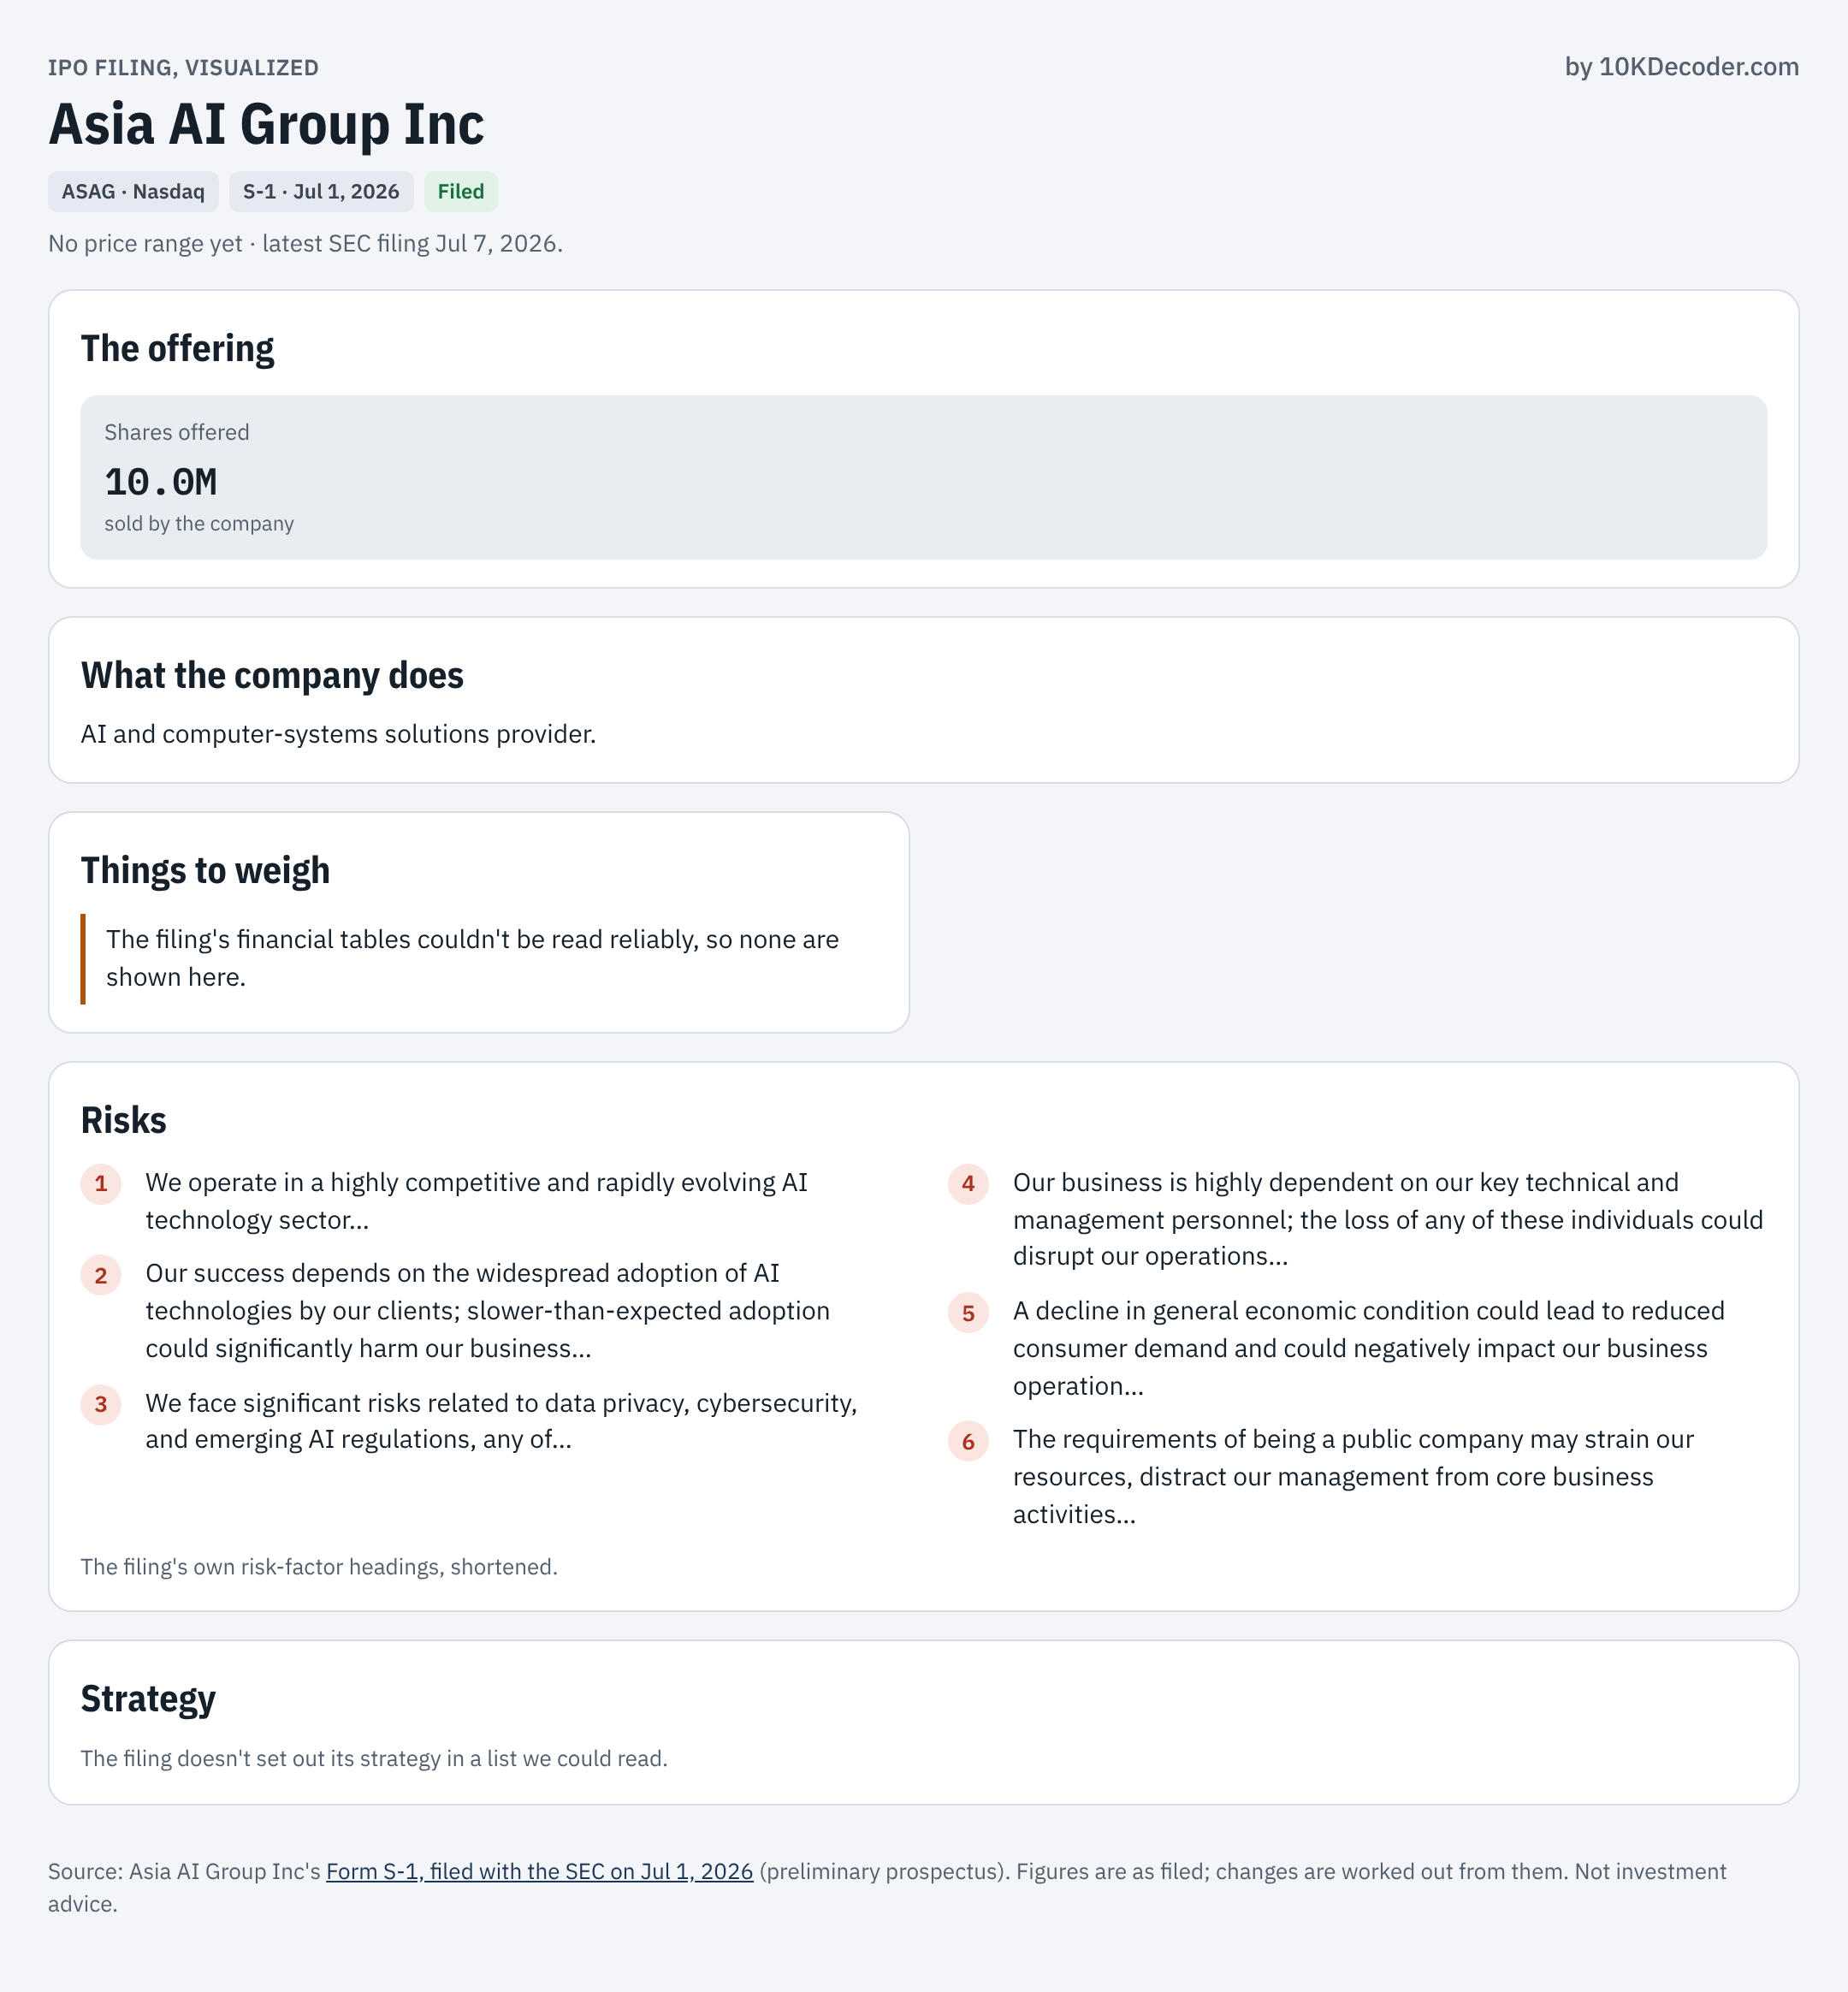 IPO FILING, VISUALIZED
by 10KDecoder.com
Asia AI Group Inc
ASAG · Nasdaq
S-1 · Jul 1, 2026
Filed
No price range yet · latest SEC filing Jul 7, 2026.
The offering
Shares offered
10.0M
sold by the company
What the company does
AI and computer-systems solutions provider.
Things to weigh
The filing's financial tables couldn't be read reliably, so none are
shown here.
Risks
1
We operate in a highly competitive and rapidly evolving AI
technology sector...
2
Our success depends on the widespread adoption of AI
technologies by our clients; slower-than-expected adoption
could significantly harm our business...
3
We face significant risks related to data privacy, cybersecurity,
and emerging AI regulations, any of...
4
Our business is highly dependent on our key technical and
management personnel; the loss of any of these individuals could
disrupt our operations...
5
A decline in general economic condition could lead to reduced
consumer demand and could negatively impact our business
operation...
6
The requirements of being a public company may strain our
resources, distract our management from core business
activities...
The filing's own risk-factor headings, shortened.
Strategy
The filing doesn't set out its strategy in a list we could read.
Source: Asia AI Group Inc's Form S-1, filed with the SEC on Jul 1, 2026 (preliminary prospectus). Figures are as filed; changes are worked out from them. Not investment
advice.